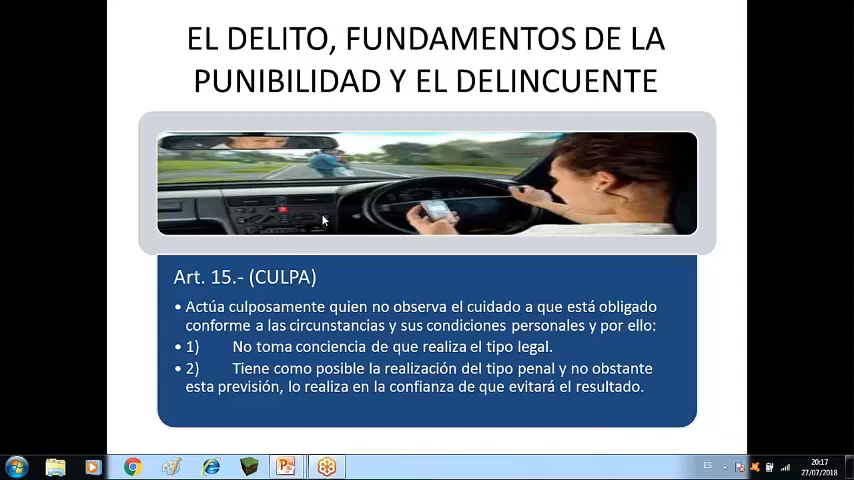 EL DELITO, FUNDAMENTOS DE LA
PUNIBILIDAD Y EL DELINCUENTE
Art. 15.- (CULPA)
• Actúa culposamente quien no observa el cuidado a que está obligado
conforme a las circunstancias y sus condiciones personales y por ello:
• 1) No toma conciencia de que realiza el tipo legal.
• 2) Tiene como posible la realización del tipo penal y no obstante
esta previsión, lo realiza en la confianza de que evitará el resultado.
ES
20:17
27/07/2018